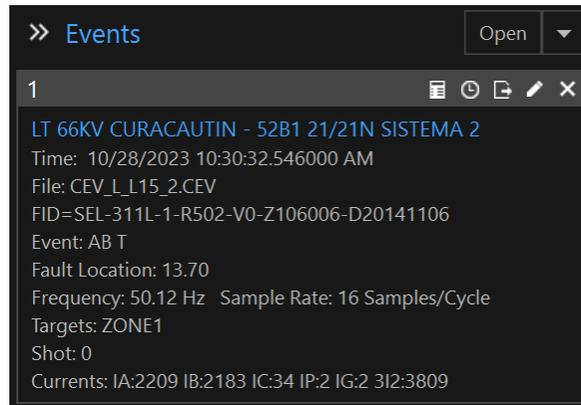 Events
Open
1
LT 66KV CURACAUTIN - 52B1 21/21N SISTEMA 2
Time: 10/28/2023 10:30:32.546000 AM
File: CEV_L_L15_2.CEV
FID=SEL-311L-1-R502-V0-Z106006-D20141106
Event: AB T
Fault Location: 13.70
Frequency: 50.12 Hz Sample Rate: 16 Samples/Cycle
Targets: ZONE1
Shot: 0
Currents: IA:2209 IB:2183 IC:34 IP:2 IG:2 3I2:3809